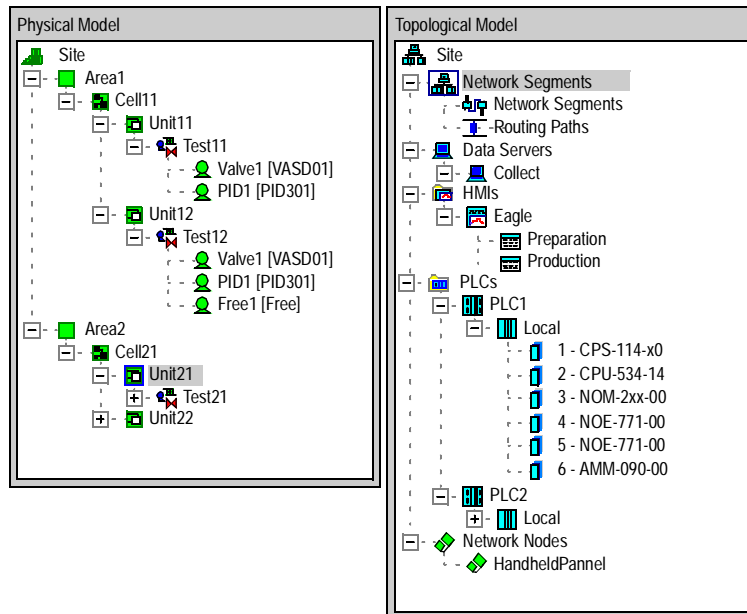 Physical Model
Site
Area1
Cell11
Unit11
Test11
Valve1 [VASD01]
PID1 [PID301]
Unit12
Test12
Valve1 [VASD01]
PID1 [PID301]
Free1 [Free]
Area2
Cell21
Unit21
Test21
Unit22
Topological Model
Site
Network Segments
Network Segments
Routing Paths
Data Servers
Collect
HMIs
Eagle
Preparation
Production
PLCs
PLC1
Local
1 - CPS-114-x0
2 - CPU-534-14
3 - NOM-2xx-00
4 - NOE-771-00
5 - NOE-771-00
6 - AMM-090-00
PLC2
Local
Network Nodes
HandheldPannel